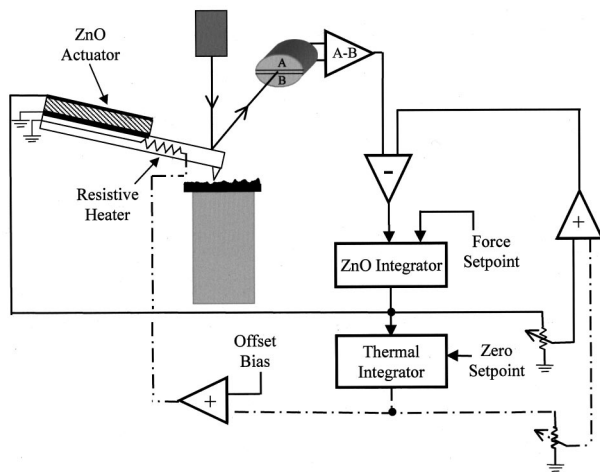 ZnO
Actuator
A
B
A-B
Resistive
Heater
-
+
Force
Setpoint
ZnO Integrator
Offset
Bias
Thermal
Integrator
Zero
Setpoint
+